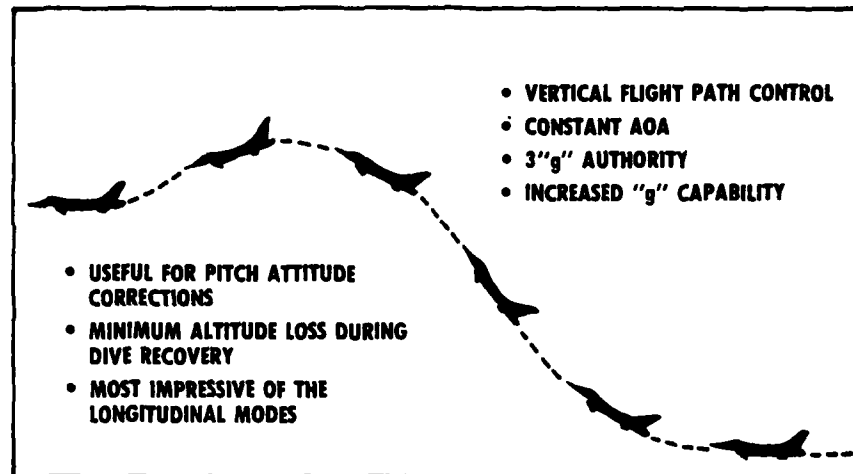 • VERTICAL FLIGHT PATH CONTROL
• CONSTANT AOA
• 3"g" AUTHORITY
• INCREASED "g" CAPABILITY
• USEFUL FOR PITCH ATTITUDE
CORRECTIONS
• MINIMUM ALTITUDE LOSS DURING
DIVE RECOVERY
• MOST IMPRESSIVE OF THE
LONGITUDINAL MODES